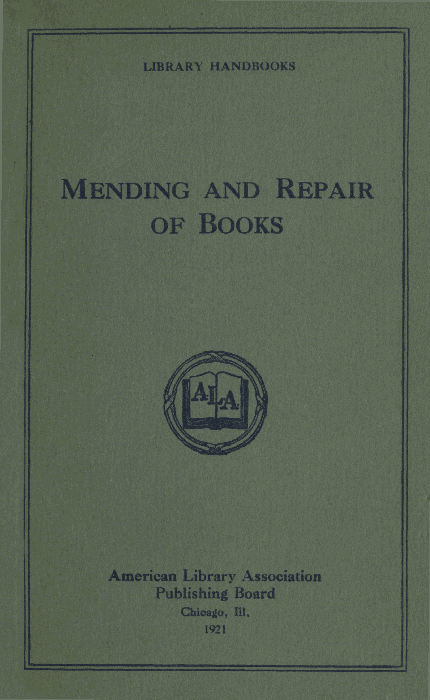 LIBRARY HANDBOOKS
MENDING AND REPAIR
OF BOOKS
ALA
American Library Association
Publishing Board
Chicago, Ill.
1921